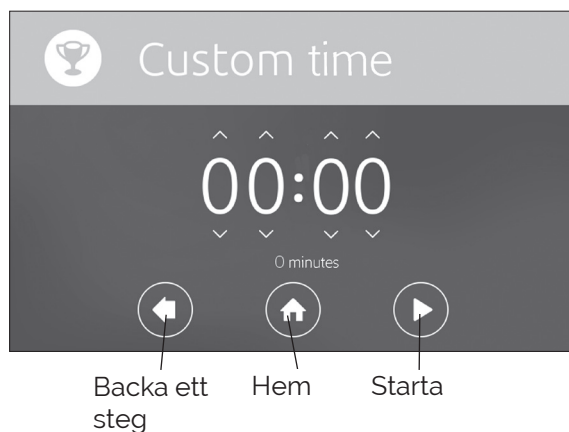 Custom time
00:00
0 minutes
Backa ett
steg
Hem
Starta